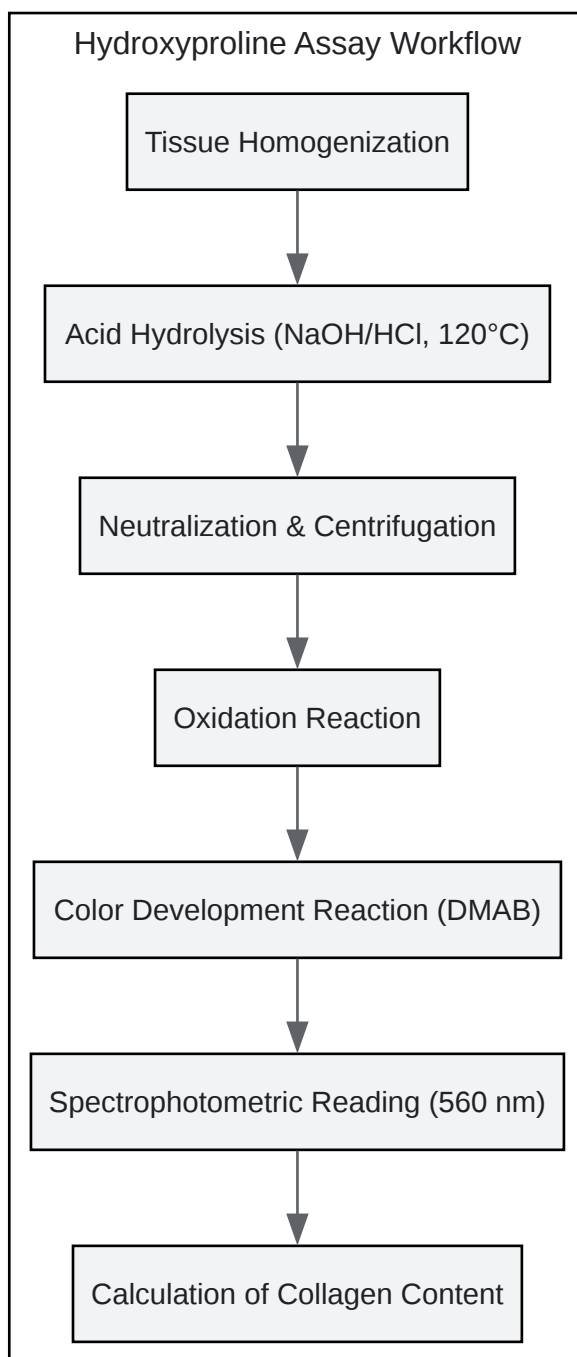 Hydroxyproline Assay Workflow
Tissue Homogenization
Acid Hydrolysis (NaOH/HCl, 120°C)
Neutralization & Centrifugation
Oxidation Reaction
Color Development Reaction (DMAB)
Spectrophotometric Reading (560 nm)
Calculation of Collagen Content